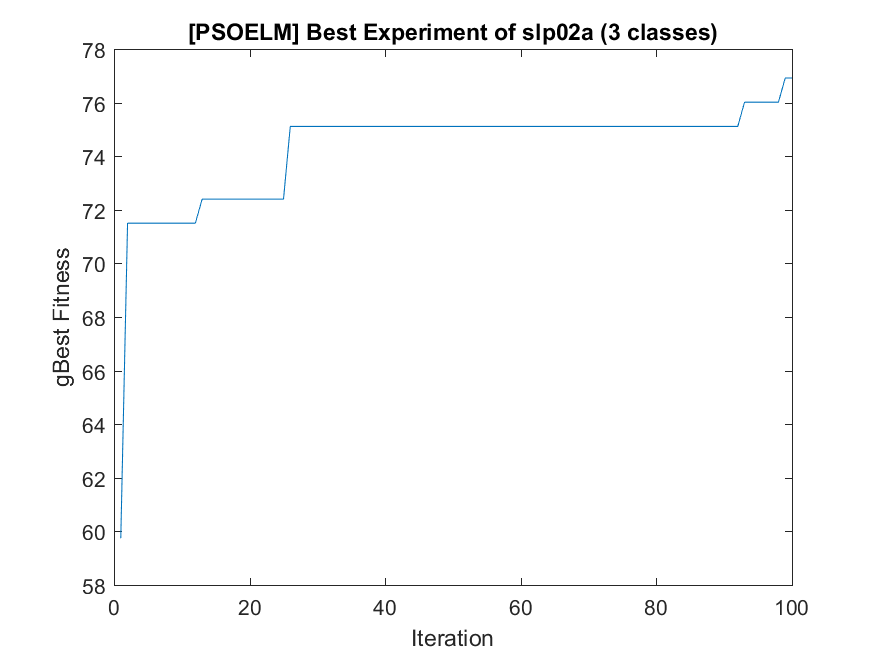 [PSOELM] Best Experiment of slp02a (3 classes)
78
76
74
72
70
68
66
64
62
60
58
gBest Fitness
0 20 40 60 80 100
Iteration